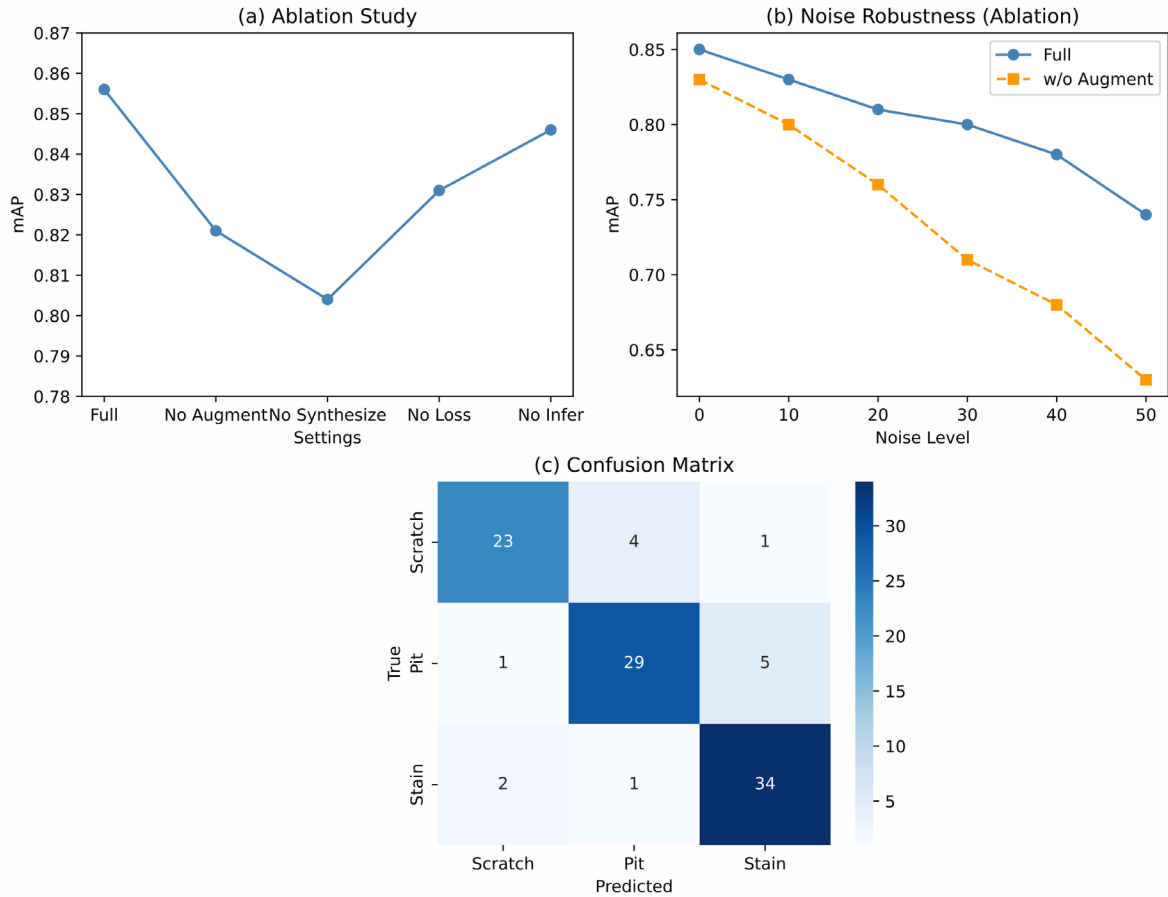 (a) Ablation Study
0.87
0.86
0.85
0.84
0.83
0.82
0.81
0.80
0.79
0.78
mAP
Full
No Augment
No Synthesize
No Loss
No Infer
Settings
(b) Noise Robustness (Ablation)
Full
w/o Augment
0.85
0.80
0.75
0.70
0.65
mAP
0
10
20
30
40
50
Noise Level
(c) Confusion Matrix
True
Scratch
23
4
1
Pit
1
29
5
Stain
2
1
34
Scratch
Pit
Stain
Predicted
30
25
20
15
10
5